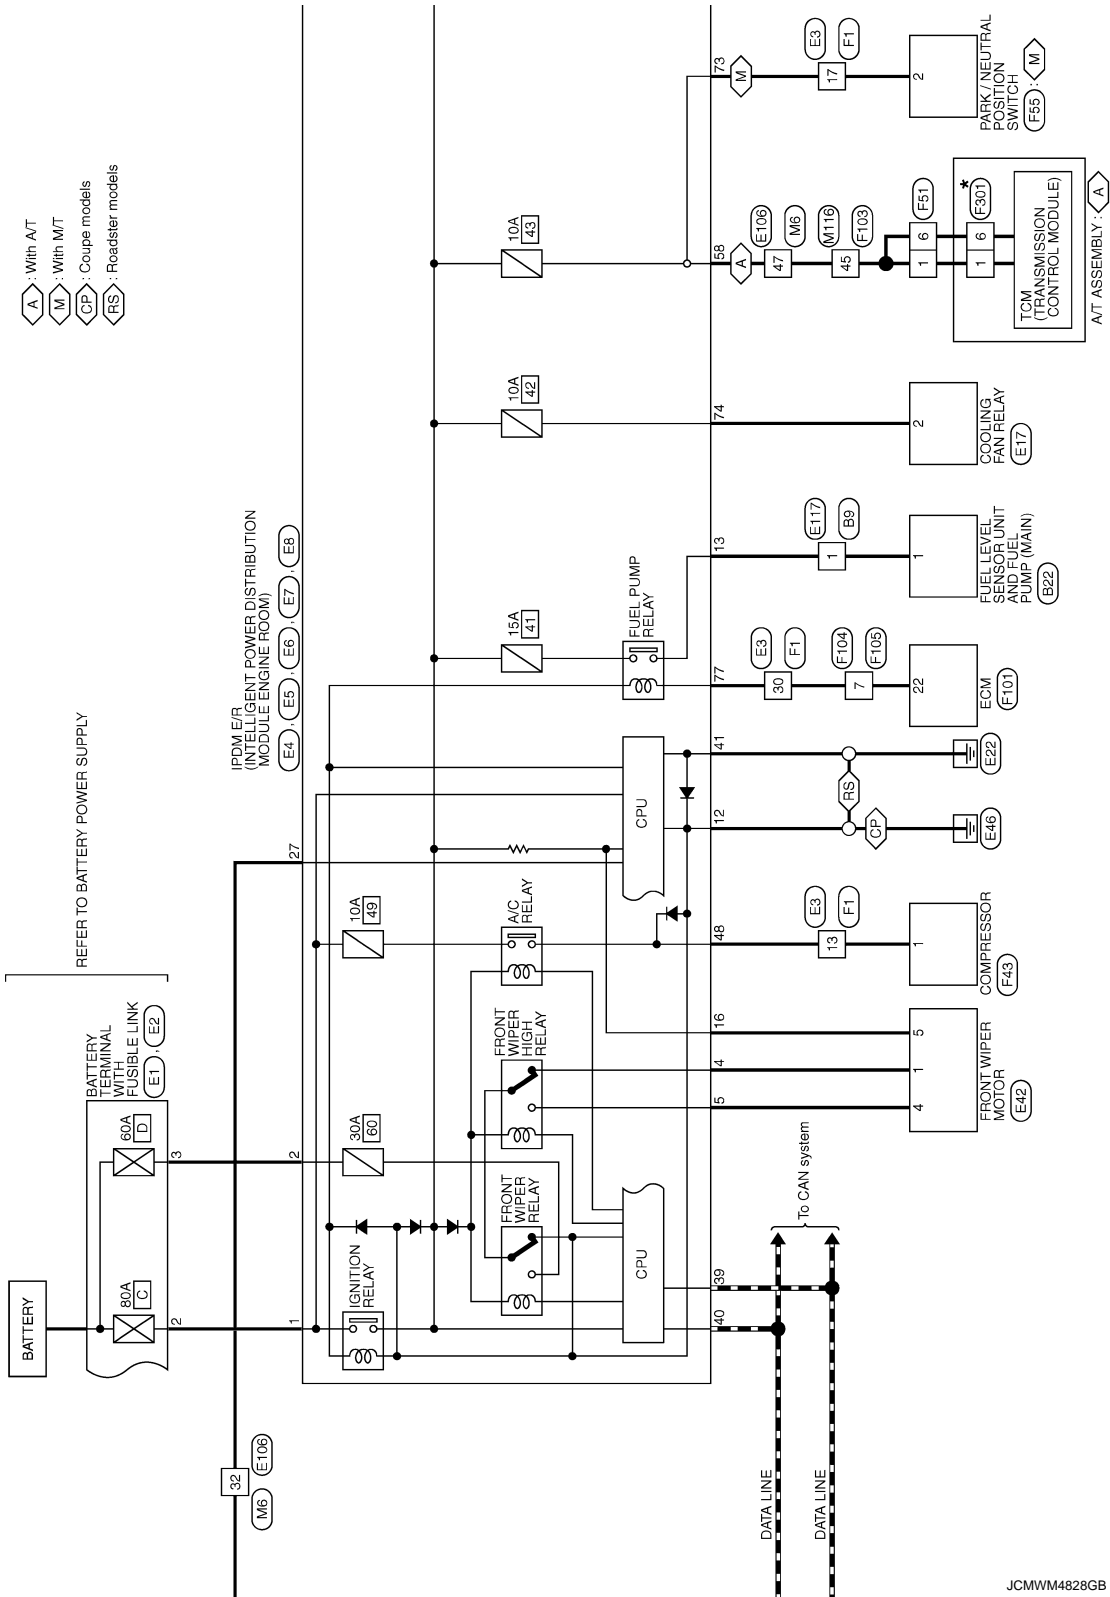 A : With A/T
M : With M/T
CP : Coupe models
RS : Roadster models
REFER TO BATTERY POWER SUPPLY
BATTERY
80A
C
60A
D
BATTERY
TERMINAL
WITH
FUSIBLE LINK
E1 , E2
2
3
32
M6
E106
1
2
27
IPDM E/R
(INTELLIGENT POWER DISTRIBUTION
MODULE ENGINE ROOM)
E4 , E5 , E6 , E7 , E8
IGNITION
RELAY
30A
60
10A
49
FRONT
WIPER
RELAY
FRONT
WIPER
HIGH
RELAY
A/C
RELAY
15A
41
10A
42
10A
43
CPU
CPU
FUEL PUMP
RELAY
40
39
5
4
16
48
12
41
77
13
74
58
73
DATA LINE
DATA LINE
To CAN system
4
1
5
FRONT WIPER
MOTOR
E42
13
E3
F1
1
COMPRESSOR
F43
CP
RS
E46
E22
30
E3
F1
7
F104
F105
22
ECM
F101
1
E117
B9
1
FUEL LEVEL
SENSOR UNIT
AND FUEL
PUMP (MAIN)
B22
2
COOLING
FAN RELAY
E17
A
47
E106
M6
45
M116
F103
1
6
F51
1
6
*
F301
TCM
(TRANSMISSION
CONTROL MODULE)
A/T ASSEMBLY : A
M
17
E3
F1
2
PARK / NEUTRAL
POSITION
SWITCH
F55 : M
JCMWM4828GB